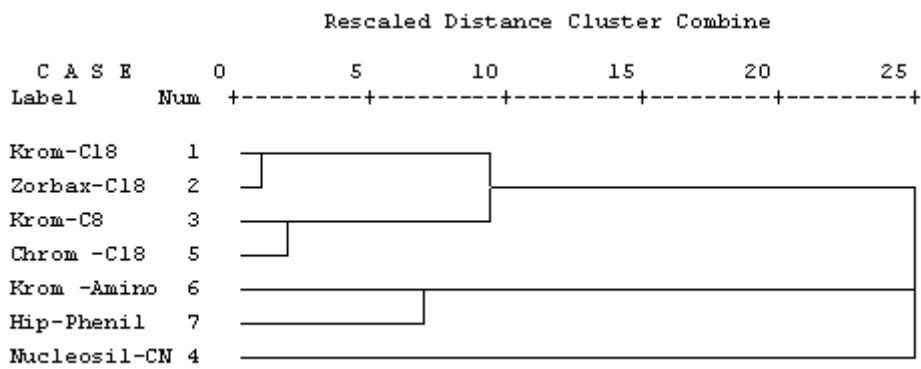 Rescaled Distance Cluster Combine
C A S E 0 5 10 15 20 25
Label Num +---------+---------+---------+---------+---------+
Krom-C18 1
Zorbax-C18 2
Krom-C8 3
Chrom -C18 5
Krom -Amino 6
Hip-Phenil 7
Nucleosil-CN 4